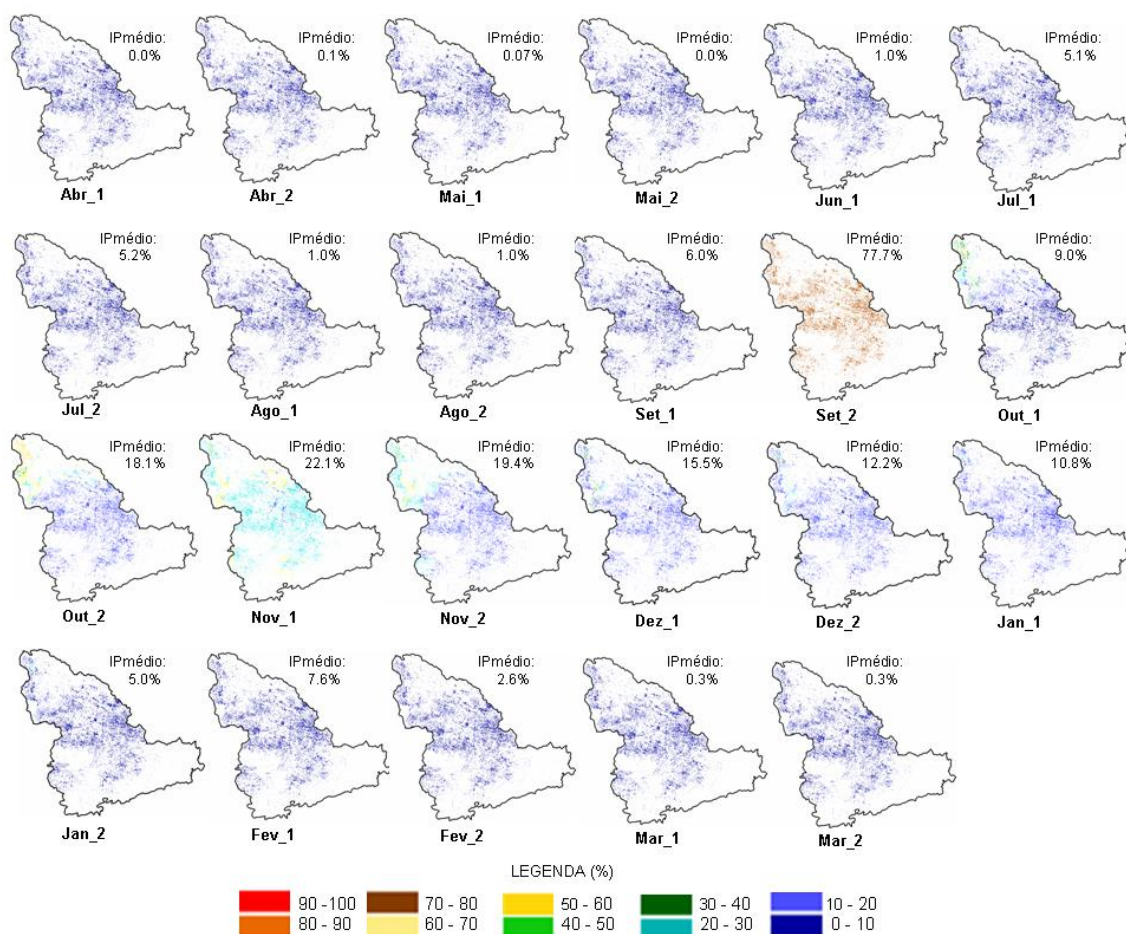 IPmédio:
0.0%
Abr_1
IPmédio:
0.1%
Abr_2
IPmédio:
0.07%
Mai_1
IPmédio:
0.0%
Mai_2
IPmédio:
1.0%
Jun_1
IPmédio:
5.1%
Jul_1
IPmédio:
5.2%
Jul_2
IPmédio:
1.0%
Ago_1
IPmédio:
1.0%
Ago_2
IPmédio:
6.0%
Set_1
IPmédio:
77.7%
Set_2
IPmédio:
9.0%
Out_1
IPmédio:
18.1%
Out_2
IPmédio:
22.1%
Nov_1
IPmédio:
19.4%
Nov_2
IPmédio:
15.5%
Dez_1
IPmédio:
12.2%
Dez_2
IPmédio:
10.8%
Jan_1
IPmédio:
5.0%
Jan_2
IPmédio:
7.6%
Fev_1
IPmédio:
2.6%
Fev_2
IPmédio:
0.3%
Mar_1
IPmédio:
0.3%
Mar_2
LEGENDA (%)
90 - 100 70 - 80 50 - 60 30 - 40 10 - 20
80 - 90 60 - 70 40 - 50 20 - 30 0 - 10